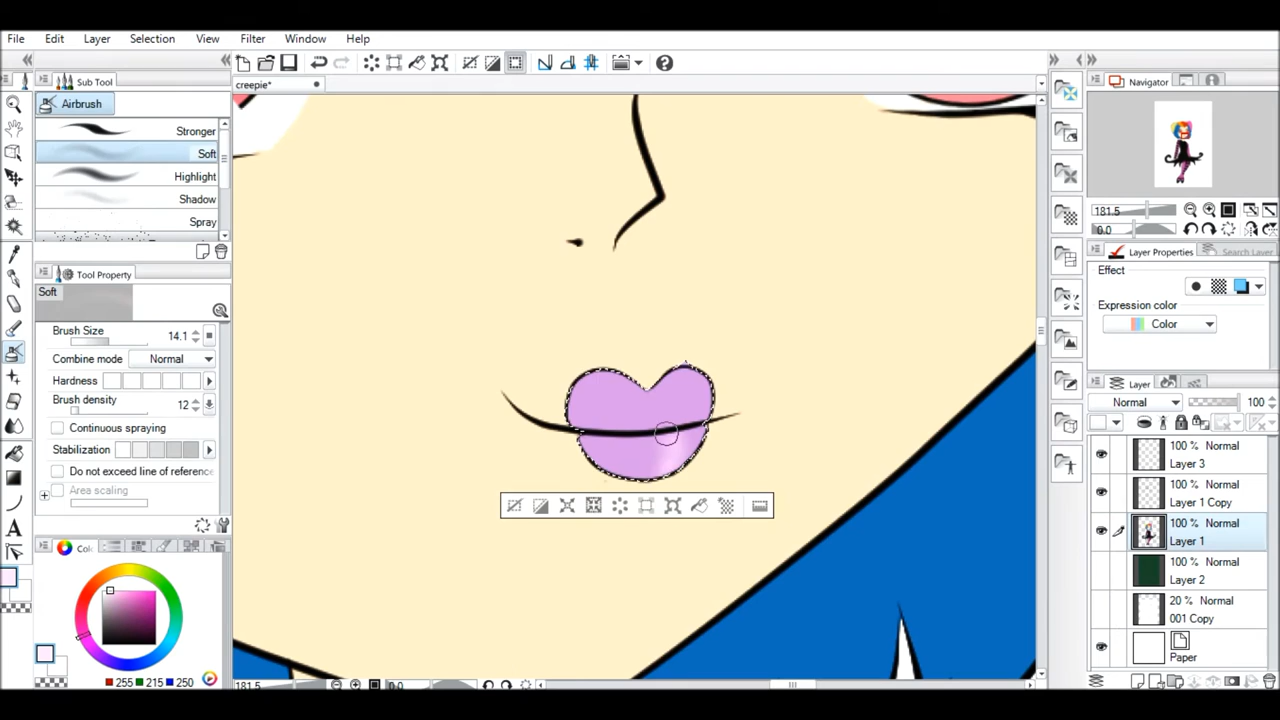 File Edit Layer Selection View Filter Window Help
Sub Tool
Airbrush
Stronger
Soft
Highlight
Shadow
Spray
Tool Property
Soft
Brush Size 14.1
Combine mode Normal
Hardness
Brush density 12
Continuous spraying
Stabilization
Do not exceed line of reference
Area scaling
Col
255 215 250
creepie*
181.5 0.0
Navigator
181.5
0.0
Layer Properties Search Layer
Effect
Expression color
Color
Layer
Normal 100
100 % Normal
Layer 3
100 % Normal
Layer 1 Copy
100 % Normal
Layer 1
100 % Normal
Layer 2
20 % Normal
001 Copy
Paper